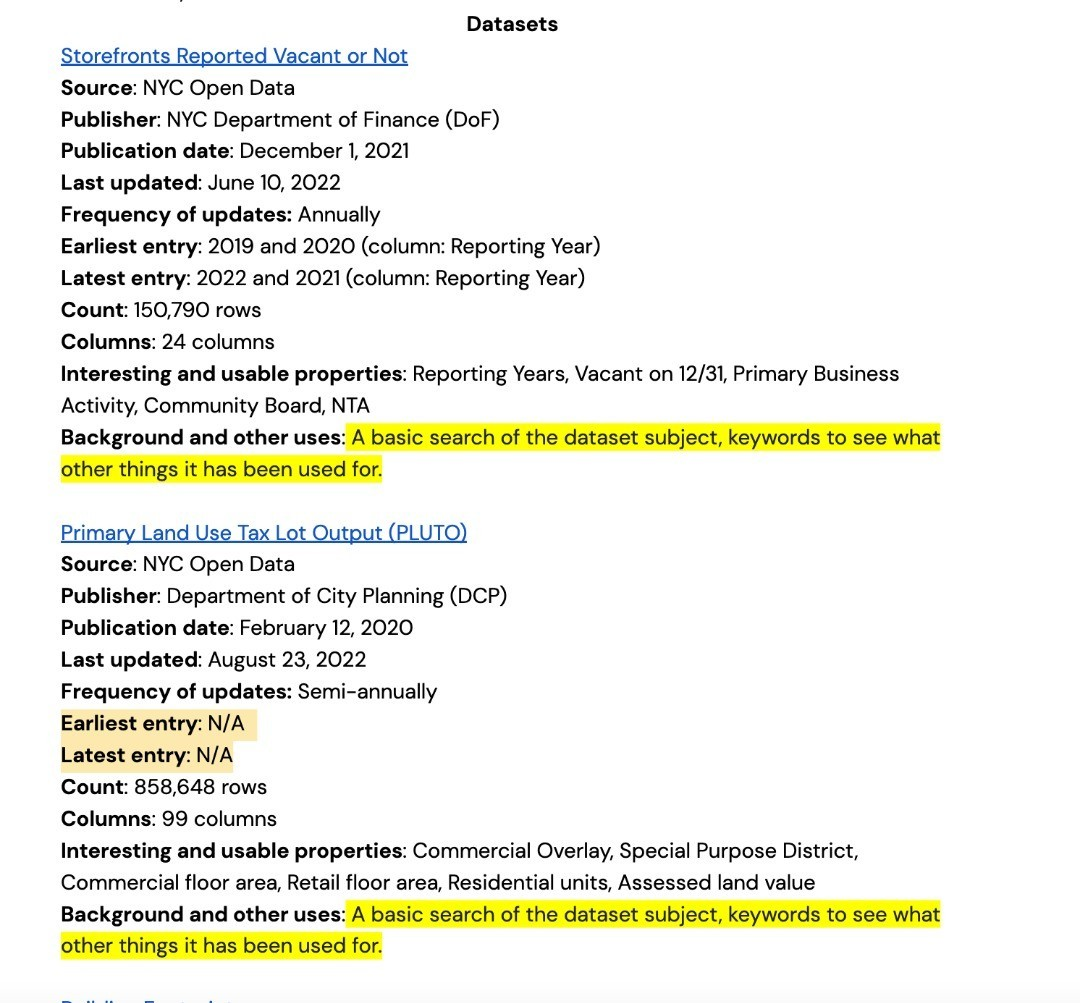 Datasets
Storefronts Reported Vacant or Not
Source: NYC Open Data
Publisher: NYC Department of Finance (DoF)
Publication date: December 1, 2021
Last updated: June 10, 2022
Frequency of updates: Annually
Earliest entry: 2019 and 2020 (column: Reporting Year)
Latest entry: 2022 and 2021 (column: Reporting Year)
Count: 150,790 rows
Columns: 24 columns
Interesting and usable properties: Reporting Years, Vacant on 12/31, Primary Business
Activity, Community Board, NTA
Background and other uses: A basic search of the dataset subject, keywords to see what
other things it has been used for.
Primary Land Use Tax Lot Output (PLUTO)
Source: NYC Open Data
Publisher: Department of City Planning (DCP)
Publication date: February 12, 2020
Last updated: August 23, 2022
Frequency of updates: Semi-annually
Earliest entry: N/A
Latest entry: N/A
Count: 858,648 rows
Columns: 99 columns
Interesting and usable properties: Commercial Overlay, Special Purpose District,
Commercial floor area, Retail floor area, Residential units, Assessed land value
Background and other uses: A basic search of the dataset subject, keywords to see what
other things it has been used for.